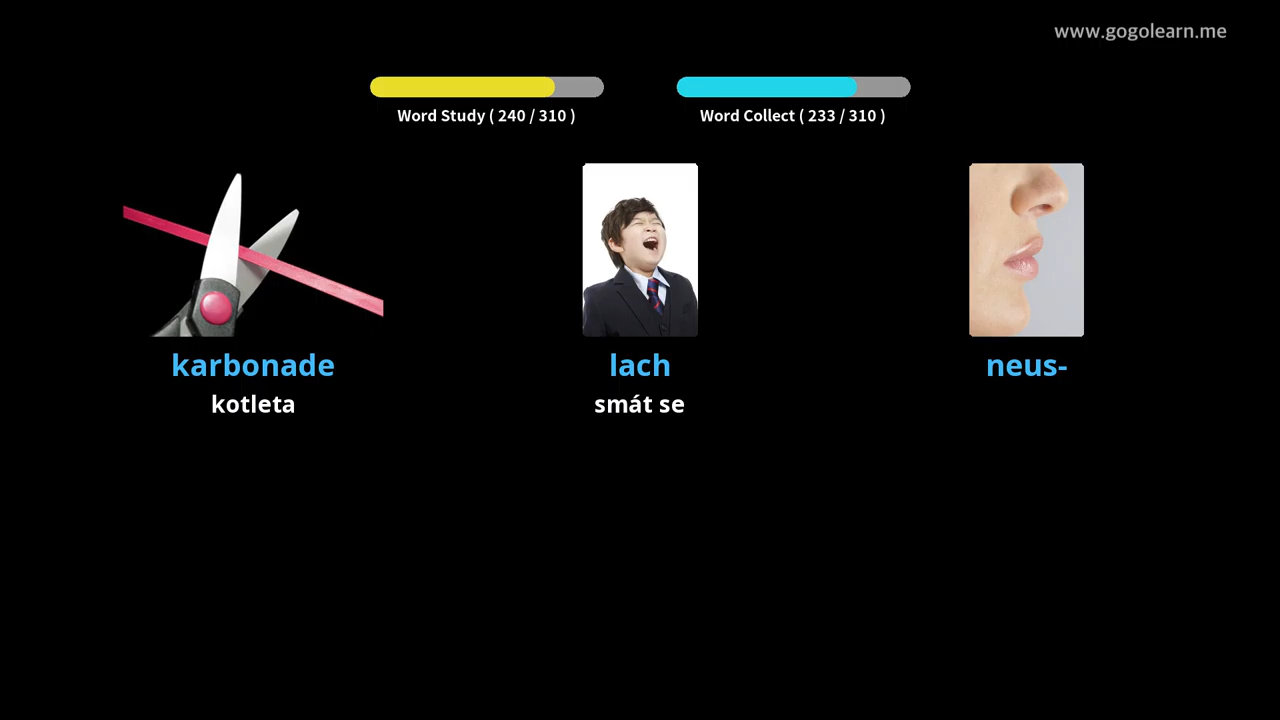 www.gogolearn.me
Word Study ( 240 / 310 )
Word Collect ( 233 / 310 )
karbonade
lach
neus-
kotleta
smát se